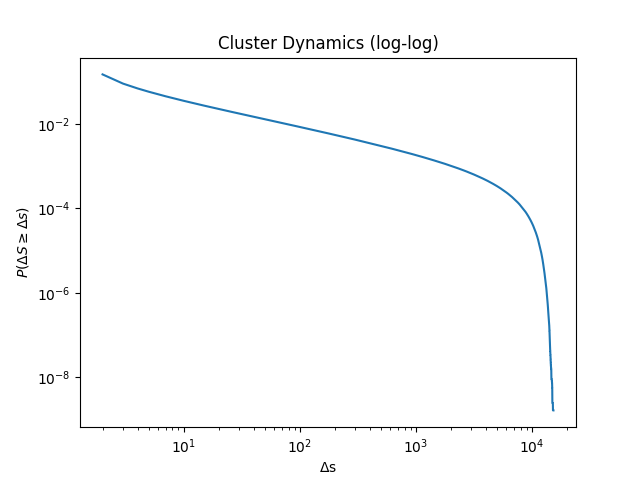 Cluster Dynamics (log-log)
P(ΔS ≥ Δs)
10⁻²
10⁻⁴
10⁻⁶
10⁻⁸
10¹ 10² 10³ 10⁴
Δs